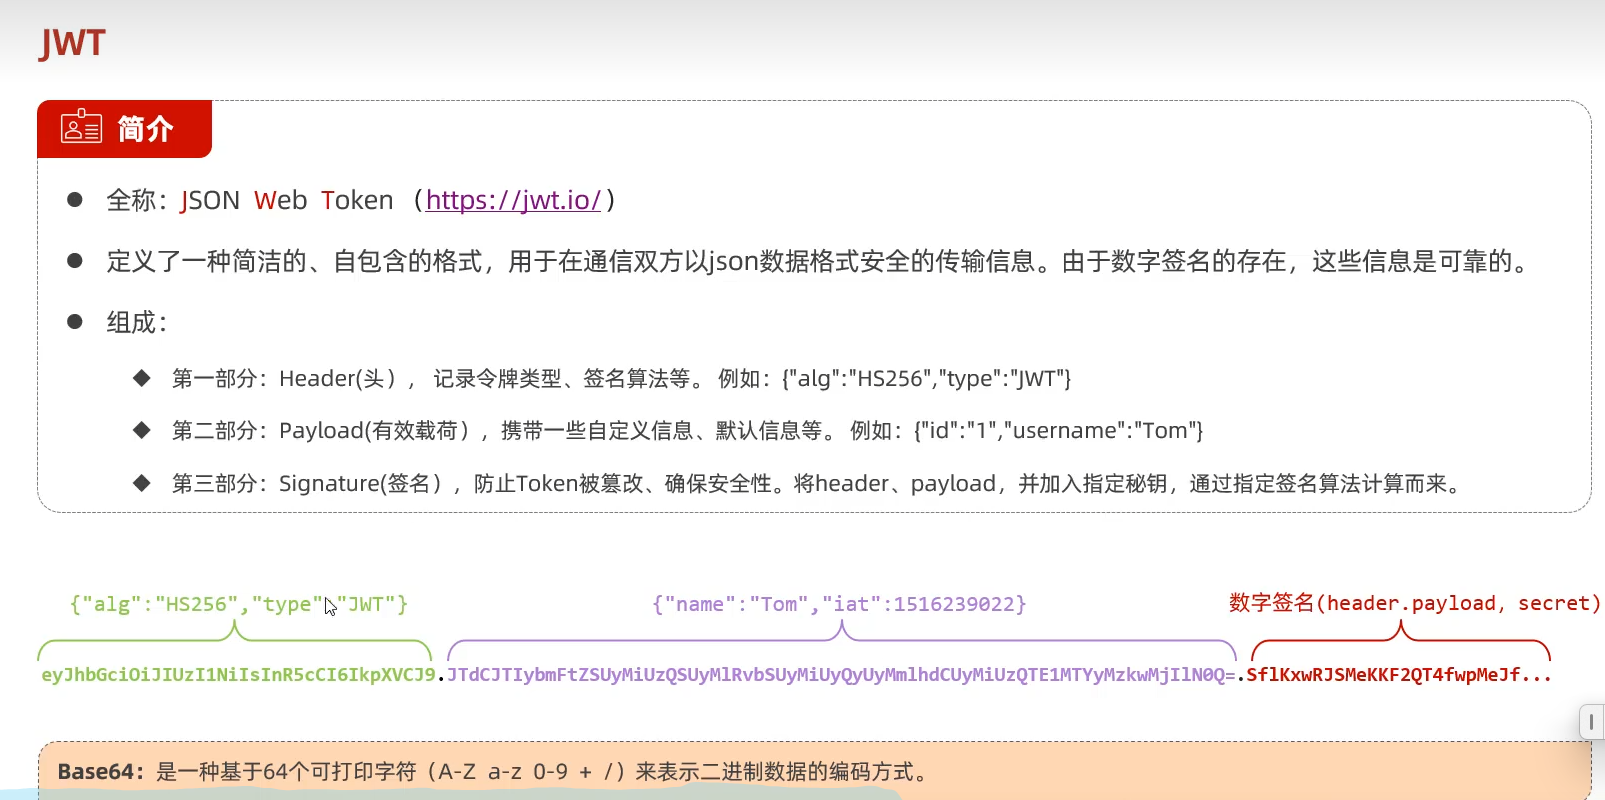 JWT
简介
全称：JSON Web Token （https://jwt.io/）
定义了一种简洁的、自包含的格式，用于在通信双方以json数据格式安全的传输信息。由于数字签名的存在，这些信息是可靠的。
组成：
第一部分：Header(头）， 记录令牌类型、签名算法等。 例如：{"alg":"HS256","type":"JWT"}
第二部分：Payload(有效载荷），携带一些自定义信息、默认信息等。 例如：{"id":"1","username":"Tom"}
第三部分：Signature(签名），防止Token被篡改、确保安全性。将header、payload，并加入指定秘钥，通过指定签名算法计算而来。
{"alg":"HS256","type":"JWT"} {"name":"Tom","iat":1516239022} 数字签名(header.payload, secret)
eyJhbGciOiJIUzI1NiIsInR5cCI6IkpXVCJ9.JTdCJTIybmFtZSUyMiUzQSUyMlRvbSUyMiUyQyUyMmlhdCUyMiUzQTE1MTYyMzkwMjIlN0Q=.SflKxwRJSMeKKF2QT4fwpMeJf...
Base64：是一种基于64个可打印字符（A-Z a-z 0-9 + /）来表示二进制数据的编码方式。